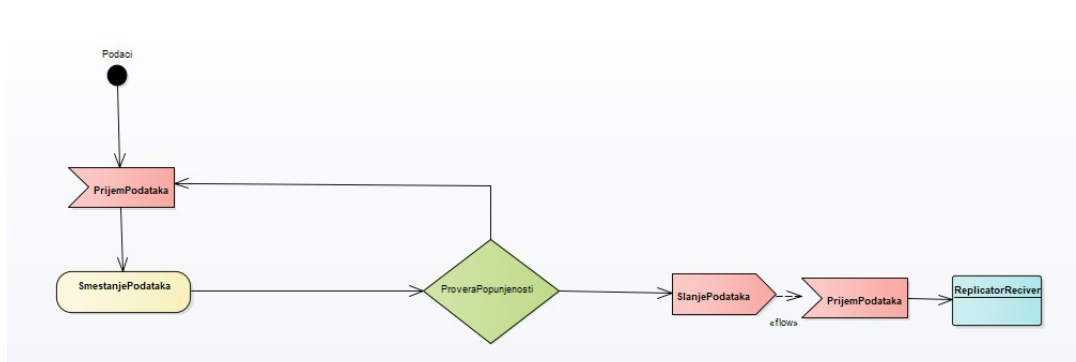 Podaci
PrijemPodataka
SmestanjePodataka
ProveraPopunjenosti
SlanjePodataka
«flow»
PrijemPodataka
ReplicatorReciver